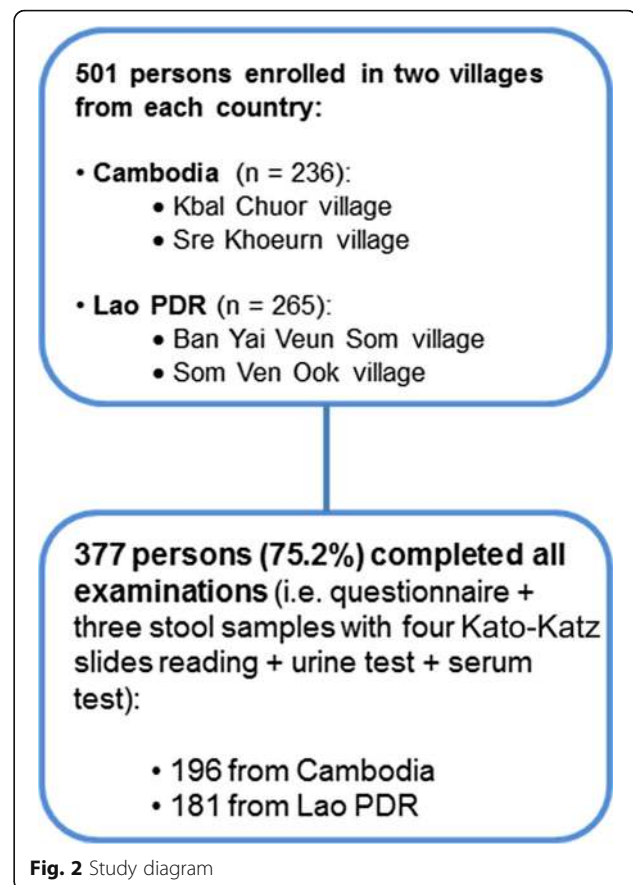 501 persons enrolled in two villages
from each country:
• Cambodia (n = 236):
• Kbal Chuor village
• Sre Khoeurn village
• Lao PDR (n = 265):
• Ban Yai Veun Som village
• Som Ven Ook village
377 persons (75.2%) completed all
examinations (i.e. questionnaire +
three stool samples with four Kato-Katz
slides reading + urine test + serum
test):
• 196 from Cambodia
• 181 from Lao PDR
Fig. 2 Study diagram